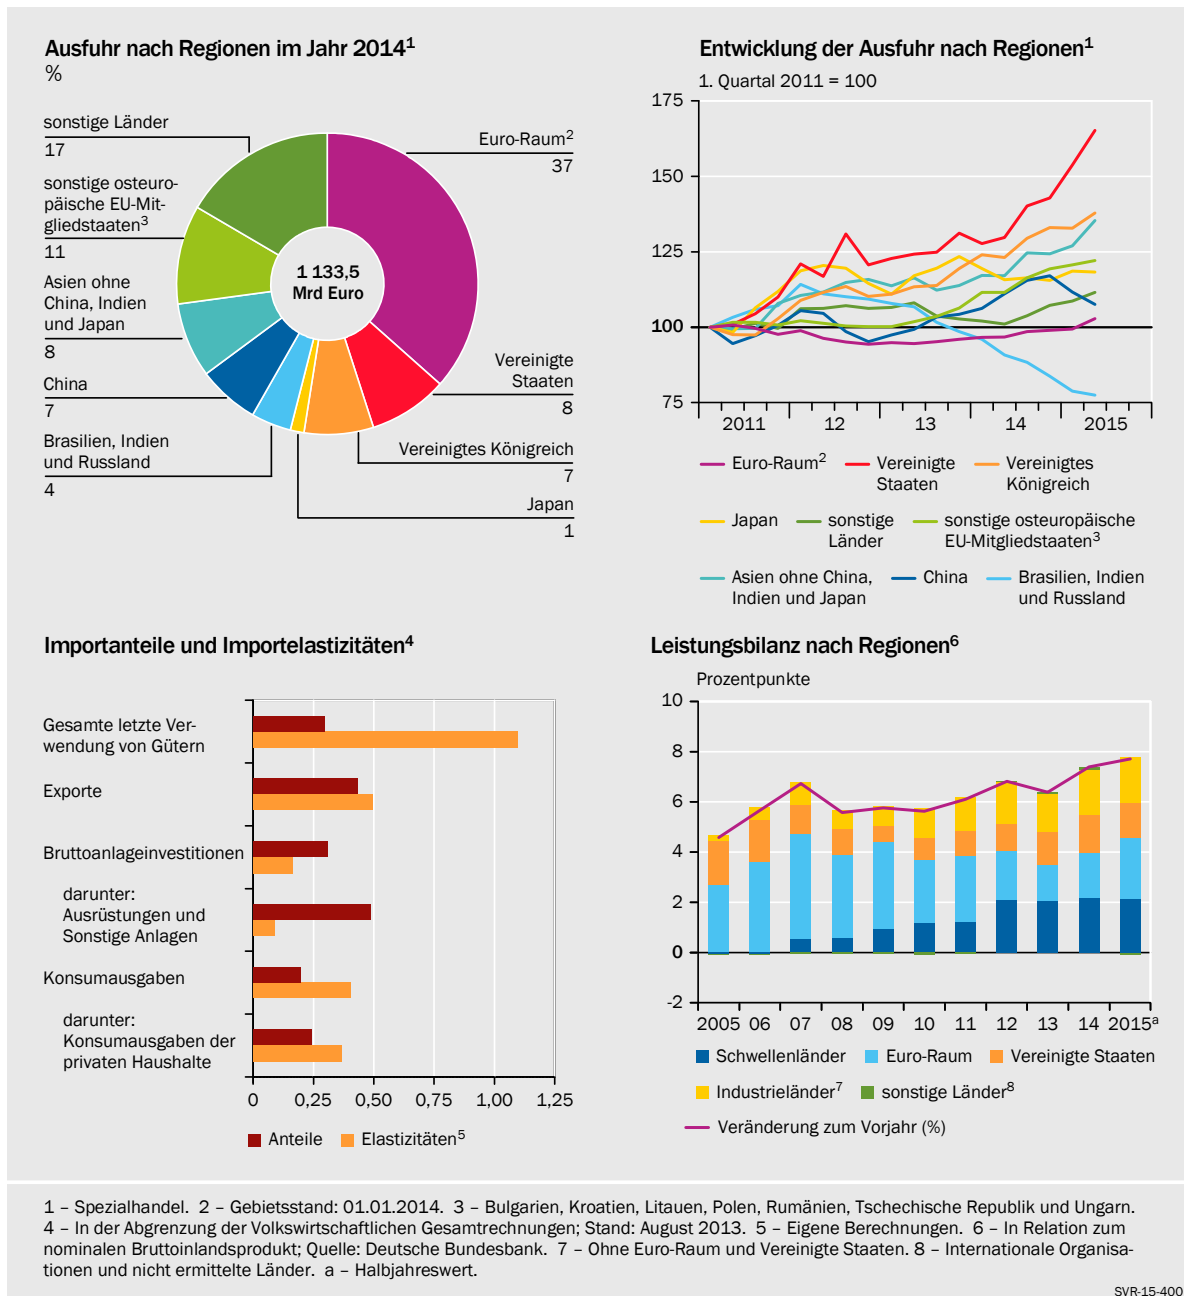 Ausfuhr nach Regionen im Jahr 2014¹
%
sonstige Länder
17
sonstige osteuro-
päische EU-Mit-
gliedstaaten³
11
Asien ohne
China, Indien
und Japan
8
China
7
Brasilien, Indien
und Russland
4
Euro-Raum²
37
Vereinigte
Staaten
8
Vereinigtes Königreich
7
Japan
1
1 133,5
Mrd Euro
Entwicklung der Ausfuhr nach Regionen¹
1. Quartal 2011 = 100
175
150
125
100
75
2011 12 13 14 2015
Euro-Raum² Vereinigte Staaten Vereinigtes Königreich
Japan sonstige Länder sonstige osteuropäische EU-Mitgliedstaaten³
Asien ohne China, Indien und Japan China Brasilien, Indien und Russland
Importanteile und Importelastizitäten⁴
Gesamte letzte Ver-
wendung von Gütern
Exporte
Bruttoanlageinvestitionen
darunter:
Ausrüstungen und
Sonstige Anlagen
Konsumausgaben
darunter:
Konsumausgaben der
privaten Haushalte
0 0,25 0,50 0,75 1,00 1,25
Anteile Elastizitäten⁵
Leistungsbilanz nach Regionen⁶
Prozentpunkte
10
8
6
4
2
0
-2
2005 06 07 08 09 10 11 12 13 14 2015ᵃ
Schwellenländer Euro-Raum Vereinigte Staaten
Industrieländer⁷ sonstige Länder⁸
Veränderung zum Vorjahr (%)
1 – Spezialhandel. 2 – Gebietsstand: 01.01.2014. 3 – Bulgarien, Kroatien, Litauen, Polen, Rumänien, Tschechische Republik und Ungarn.
4 – In der Abgrenzung der Volkswirtschaftlichen Gesamtrechnungen; Stand: August 2013. 5 – Eigene Berechnungen. 6 – In Relation zum
nominalen Bruttoinlandsprodukt; Quelle: Deutsche Bundesbank. 7 – Ohne Euro-Raum und Vereinigte Staaten. 8 – Internationale Organisa-
tionen und nicht ermittelte Länder. a – Halbjahreswert.
SVR-15-400